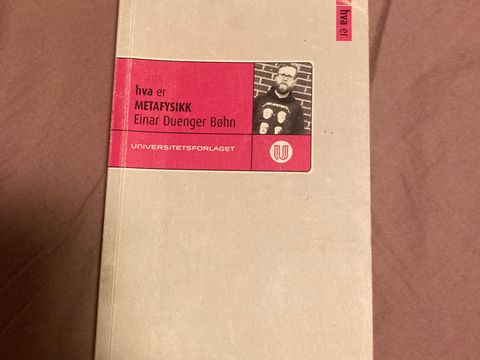 hva er
hva er
METAFYSIKK
Einar Duenger Bøhn
UNIVERSITETSFORLAGET
U